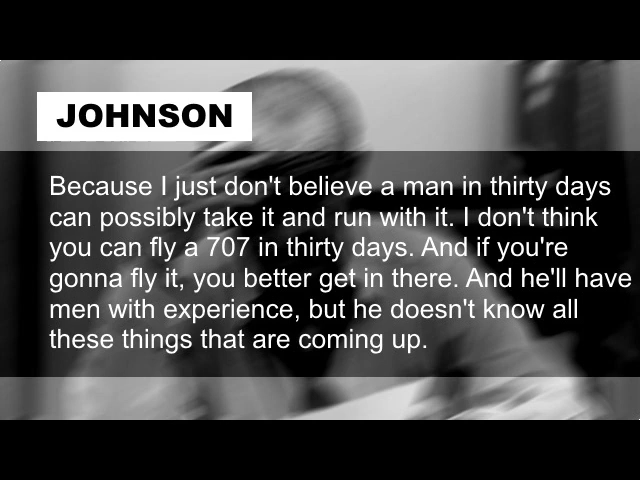 JOHNSON
Because I just don't believe a man in thirty days
can possibly take it and run with it. I don't think
you can fly a 707 in thirty days. And if you're
gonna fly it, you better get in there. And he'll have
men with experience, but he doesn't know all
these things that are coming up.